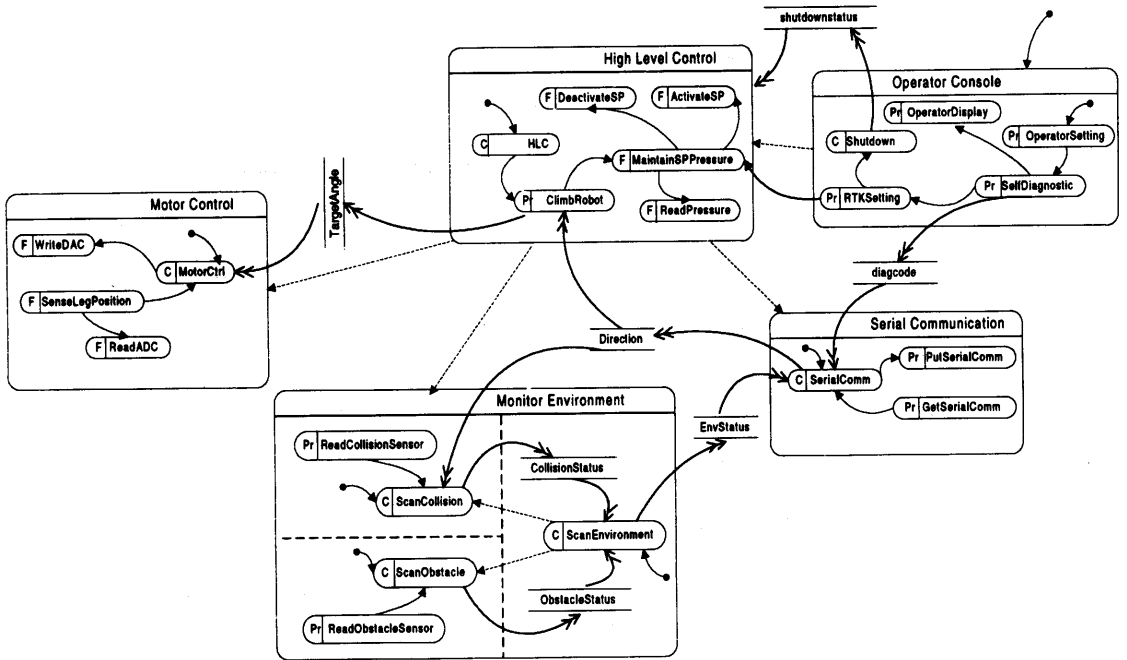 shutdownstatus
High Level Control
Operator Console
F DeactivateSP
F ActivateSP
Pr OperatorDisplay
Pr OperatorSetting
C HLC
C Shutdown
F MaintainSPPressure
Pr SelfDiagnostic
Pr ClimbRobot
Pr RTKSetting
F ReadPressure
TargetAngle
Motor Control
F WriteDAC
C MotorCtrl
F SenseLegPosition
F ReadADC
diagcode
Direction
Serial Communication
Pr PutSerialComm
C SerialComm
Pr GetSerialComm
Monitor Environment
EnvStatus
Pr ReadCollisionSensor
CollisionStatus
C ScanCollision
C ScanEnvironment
C ScanObstacle
ObstacleStatus
Pr ReadObstacleSensor